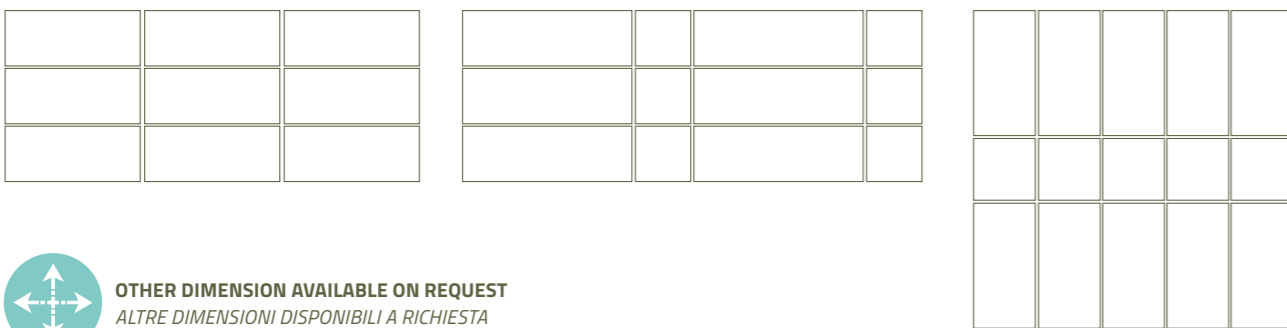 OTHER DIMENSION AVAILABLE ON REQUEST
ALTRE DIMENSIONI DISPONIBILI A RICHIESTA